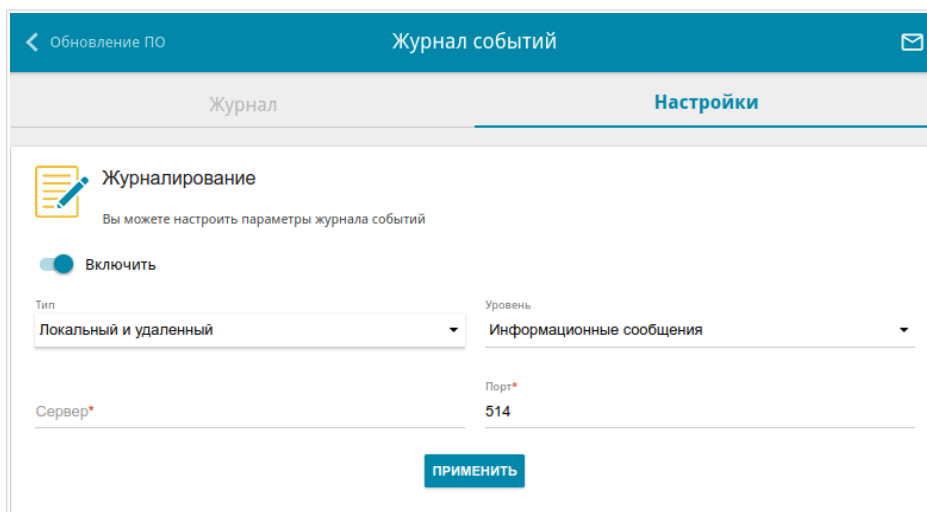 Обновление ПО
Журнал событий
Журнал
Настройки
Журналирование
Вы можете настроить параметры журнала событий
Включить
Тип
Уровень
Локальный и удаленный
Информационные сообщения
Порт*
Сервер*
514
ПРИМЕНИТЬ